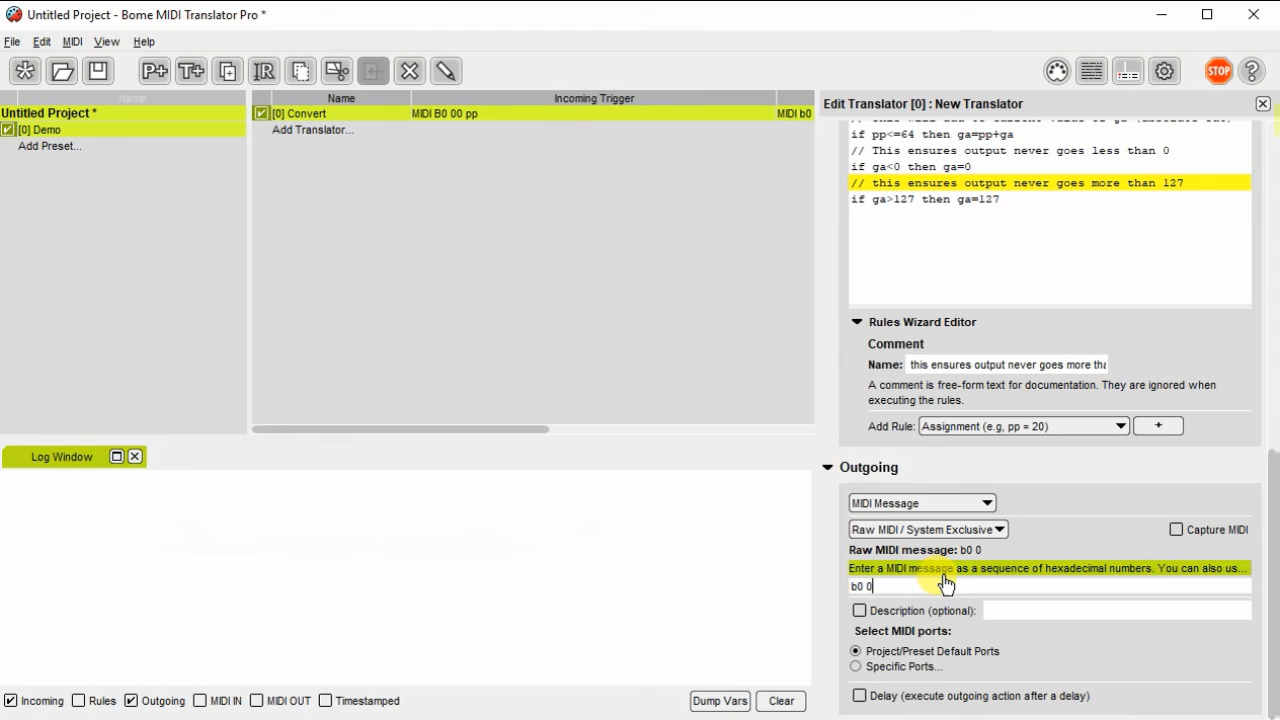 Untitled Project - Bome MIDI Translator Pro *
File Edit MIDI View Help
P+ T+ IR STOP ?
Name
Untitled Project *
[0] Demo
Add Preset...
Name Incoming Trigger
[0] Convert MIDI B0 00 pp MIDI b0
Add Translator...
Edit Translator [0] : New Translator
if pp<=64 then ga=pp+ga
// This ensures output never goes less than 0
if ga<0 then ga=0
// this ensures output never goes more than 127
if ga>127 then ga=127
Rules Wizard Editor
Comment
Name: this ensures output never goes more tha
A comment is free-form text for documentation. They are ignored when
executing the rules.
Add Rule: Assignment (e.g, pp = 20) +
Outgoing
MIDI Message
Raw MIDI / System Exclusive Capture MIDI
Raw MIDI message: b0 0
Enter a MIDI message as a sequence of hexadecimal numbers. You can also us...
b0 0
Description (optional):
Select MIDI ports:
Project/Preset Default Ports
Specific Ports...
Delay (execute outgoing action after a delay)
Log Window
Incoming Rules Outgoing MIDI IN MIDI OUT Timestamped Dump Vars Clear